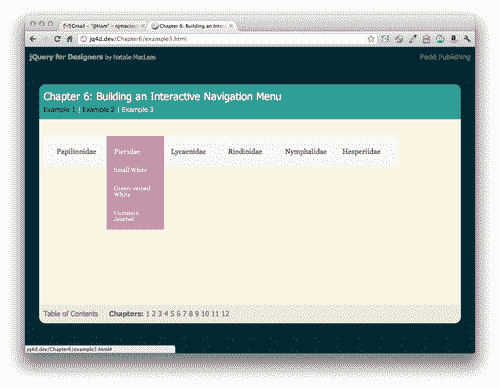 Gmail - "@Ham" - njmaclees
Chapter 6: Building an Intera
jq4d.dev/Chapter6/example3.html
jQuery for Designers by Natalie MacLees
Packt Publishing
Chapter 6: Building an Interactive Navigation Menu
Example 1 | Example 2 | Example 3
Papilionidae
Pieridae
Lycaenidae
Riodinidae
Nymphalidae
Hesperiidae
Small White
Green-veined
White
Common
Jezebel
Table of Contents
Chapters: 1 2 3 4 5 6 7 8 9 10 11 12
jq4d.dev/Chapter6/example3.html#